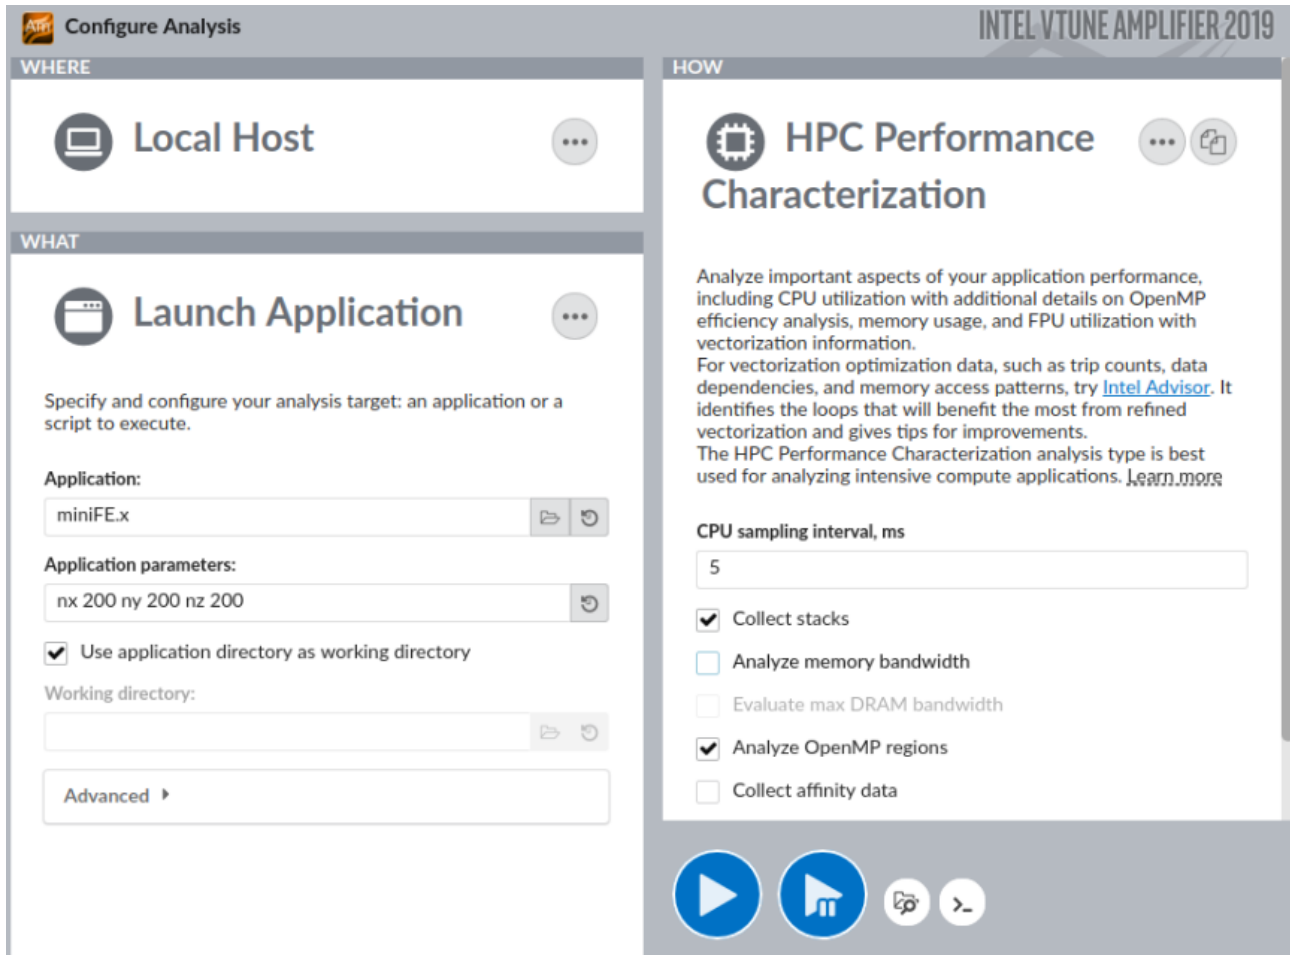 Configure Analysis
INTEL VTUNE AMPLIFIER 2019
WHERE
Local Host
WHAT
Launch Application
Specify and configure your analysis target: an application or a
script to execute.
Application:
miniFE.x
Application parameters:
nx 200 ny 200 nz 200
Use application directory as working directory
Working directory:
Advanced
HOW
HPC Performance
Characterization
Analyze important aspects of your application performance,
including CPU utilization with additional details on OpenMP
efficiency analysis, memory usage, and FPU utilization with
vectorization information.
For vectorization optimization data, such as trip counts, data
dependencies, and memory access patterns, try Intel Advisor. It
identifies the loops that will benefit the most from refined
vectorization and gives tips for improvements.
The HPC Performance Characterization analysis type is best
used for analyzing intensive compute applications. Learn more
CPU sampling interval, ms
5
Collect stacks
Analyze memory bandwidth
Evaluate max DRAM bandwidth
Analyze OpenMP regions
Collect affinity data